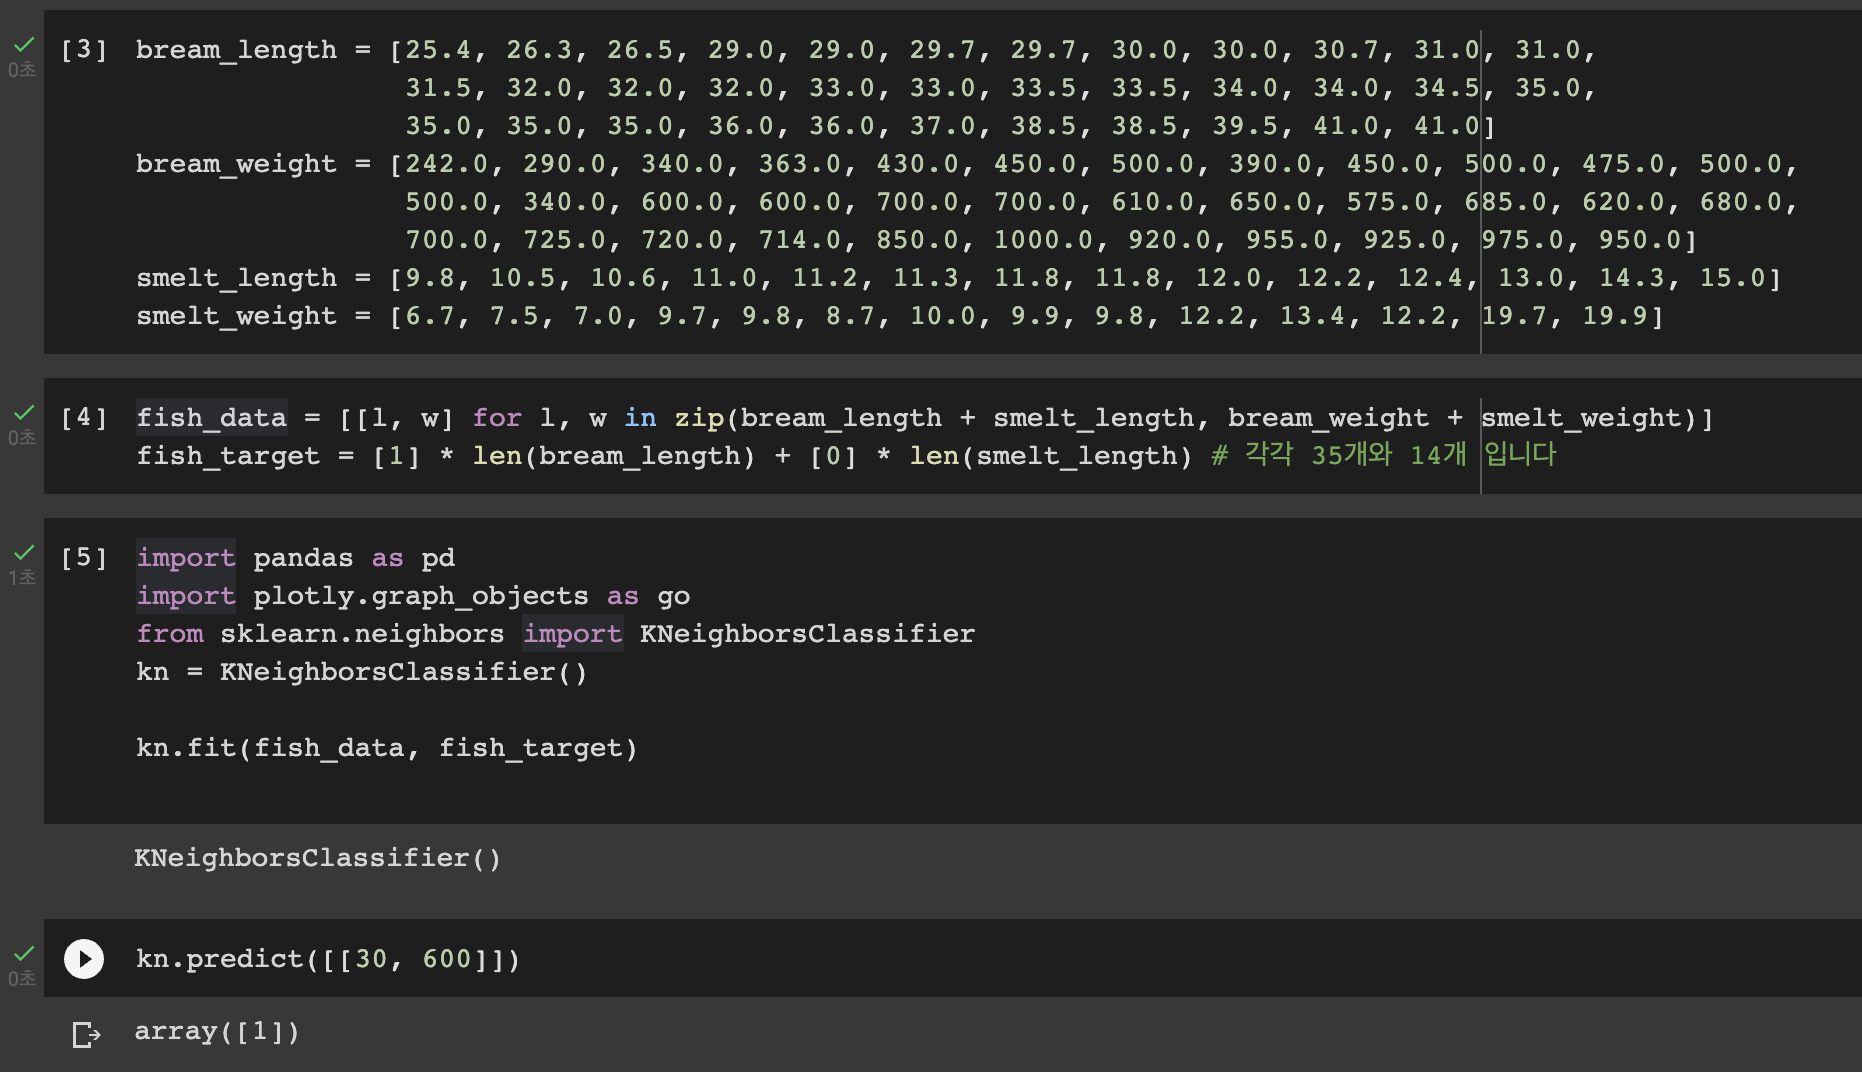 [3] bream_length = [25.4, 26.3, 26.5, 29.0, 29.0, 29.7, 29.7, 30.0, 30.0, 30.7, 31.0, 31.0,
0초 31.5, 32.0, 32.0, 32.0, 33.0, 33.0, 33.5, 33.5, 34.0, 34.0, 34.5, 35.0,
35.0, 35.0, 35.0, 36.0, 36.0, 37.0, 38.5, 38.5, 39.5, 41.0, 41.0]
bream_weight = [242.0, 290.0, 340.0, 363.0, 430.0, 450.0, 500.0, 390.0, 450.0, 500.0, 475.0, 500.0,
500.0, 340.0, 600.0, 600.0, 700.0, 700.0, 610.0, 650.0, 575.0, 685.0, 620.0, 680.0,
700.0, 725.0, 720.0, 714.0, 850.0, 1000.0, 920.0, 955.0, 925.0, 975.0, 950.0]
smelt_length = [9.8, 10.5, 10.6, 11.0, 11.2, 11.3, 11.8, 11.8, 12.0, 12.2, 12.4, 13.0, 14.3, 15.0]
smelt_weight = [6.7, 7.5, 7.0, 9.7, 9.8, 8.7, 10.0, 9.9, 9.8, 12.2, 13.4, 12.2, 19.7, 19.9]
[4] fish_data = [[l, w] for l, w in zip(bream_length + smelt_length, bream_weight + smelt_weight)]
0초 fish_target = [1] * len(bream_length) + [0] * len(smelt_length) # 각각 35개와 14개 입니다
[5] import pandas as pd
1초 import plotly.graph_objects as go
from sklearn.neighbors import KNeighborsClassifier
kn = KNeighborsClassifier()
kn.fit(fish_data, fish_target)
KNeighborsClassifier()
kn.predict([[30, 600]])
0초
array([1])